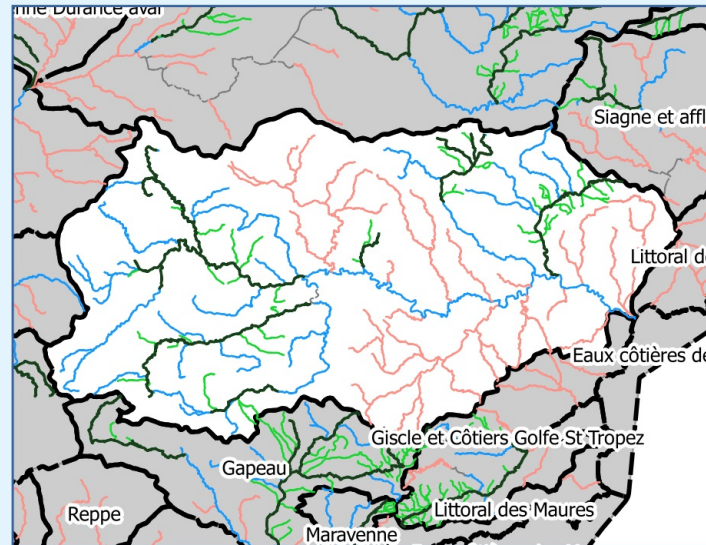 Durance aval
Siagne et affl
Littoral de
Eaux côtières de
Giscle et Côtiers Golfe St Tropez
Gapeau
Littoral des Maures
Reppe
Maravenne